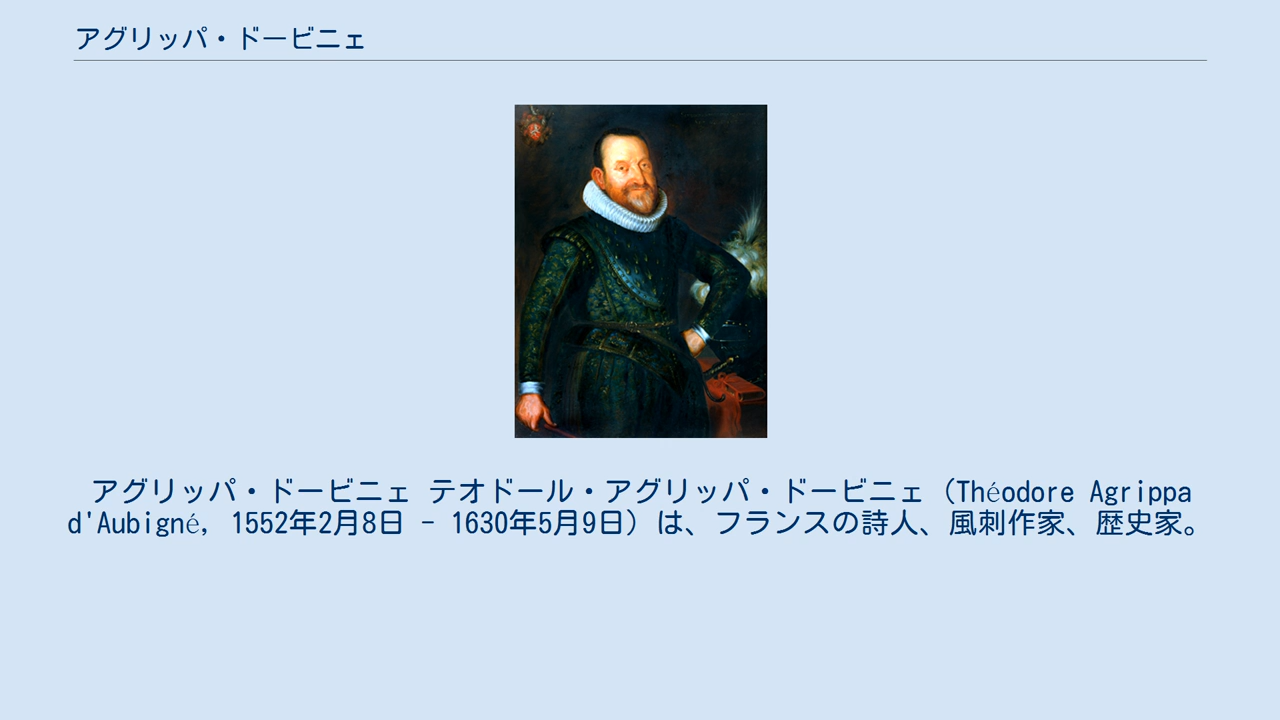 アグリッパ・ドービニェ
アグリッパ・ドービニェ テオドール・アグリッパ・ドービニェ（Théodore Agrippa
d'Aubigné, 1552年2月8日 - 1630年5月9日）は、フランスの詩人、風刺作家、歴史家。